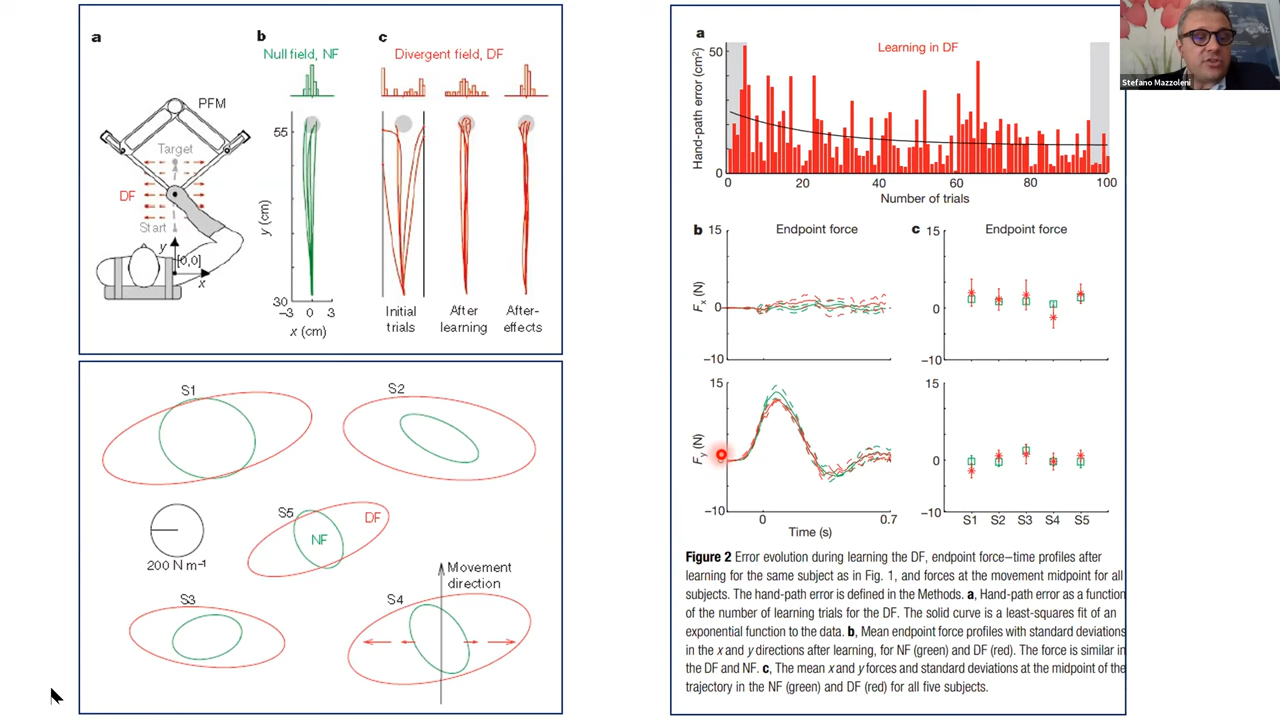 a
PFM
Target
DF
Start
y
[0,0]
x
b
Null field, NF
55
y (cm)
30
−3 0 3
x (cm)
c
Divergent field, DF
Initial
trials
After
learning
After-
effects
S1
S2
S5
DF
NF
200 N m⁻¹
Movement
direction
S3
S4
a
Learning in DF
Hand-path error (cm²)
50
0
0 20 40 60 80 100
Number of trials
b
Endpoint force
15
Fx (N)
0
−10
15
Fy (N)
−10
0 0.7
Time (s)
c
Endpoint force
15
0
−10
15
0
−10
S1 S2 S3 S4 S5
Figure 2 Error evolution during learning the DF, endpoint force–time profiles after
learning for the same subject as in Fig. 1, and forces at the movement midpoint for all
subjects. The hand-path error is defined in the Methods. a, Hand-path error as a function
of the number of learning trials for the DF. The solid curve is a least-squares fit of an
exponential function to the data. b, Mean endpoint force profiles with standard deviations
in the x and y directions after learning, for NF (green) and DF (red). The force is similar in
the DF and NF. c, The mean x and y forces and standard deviations at the midpoint of the
trajectory in the NF (green) and DF (red) for all five subjects.
Stefano Mazzoleni